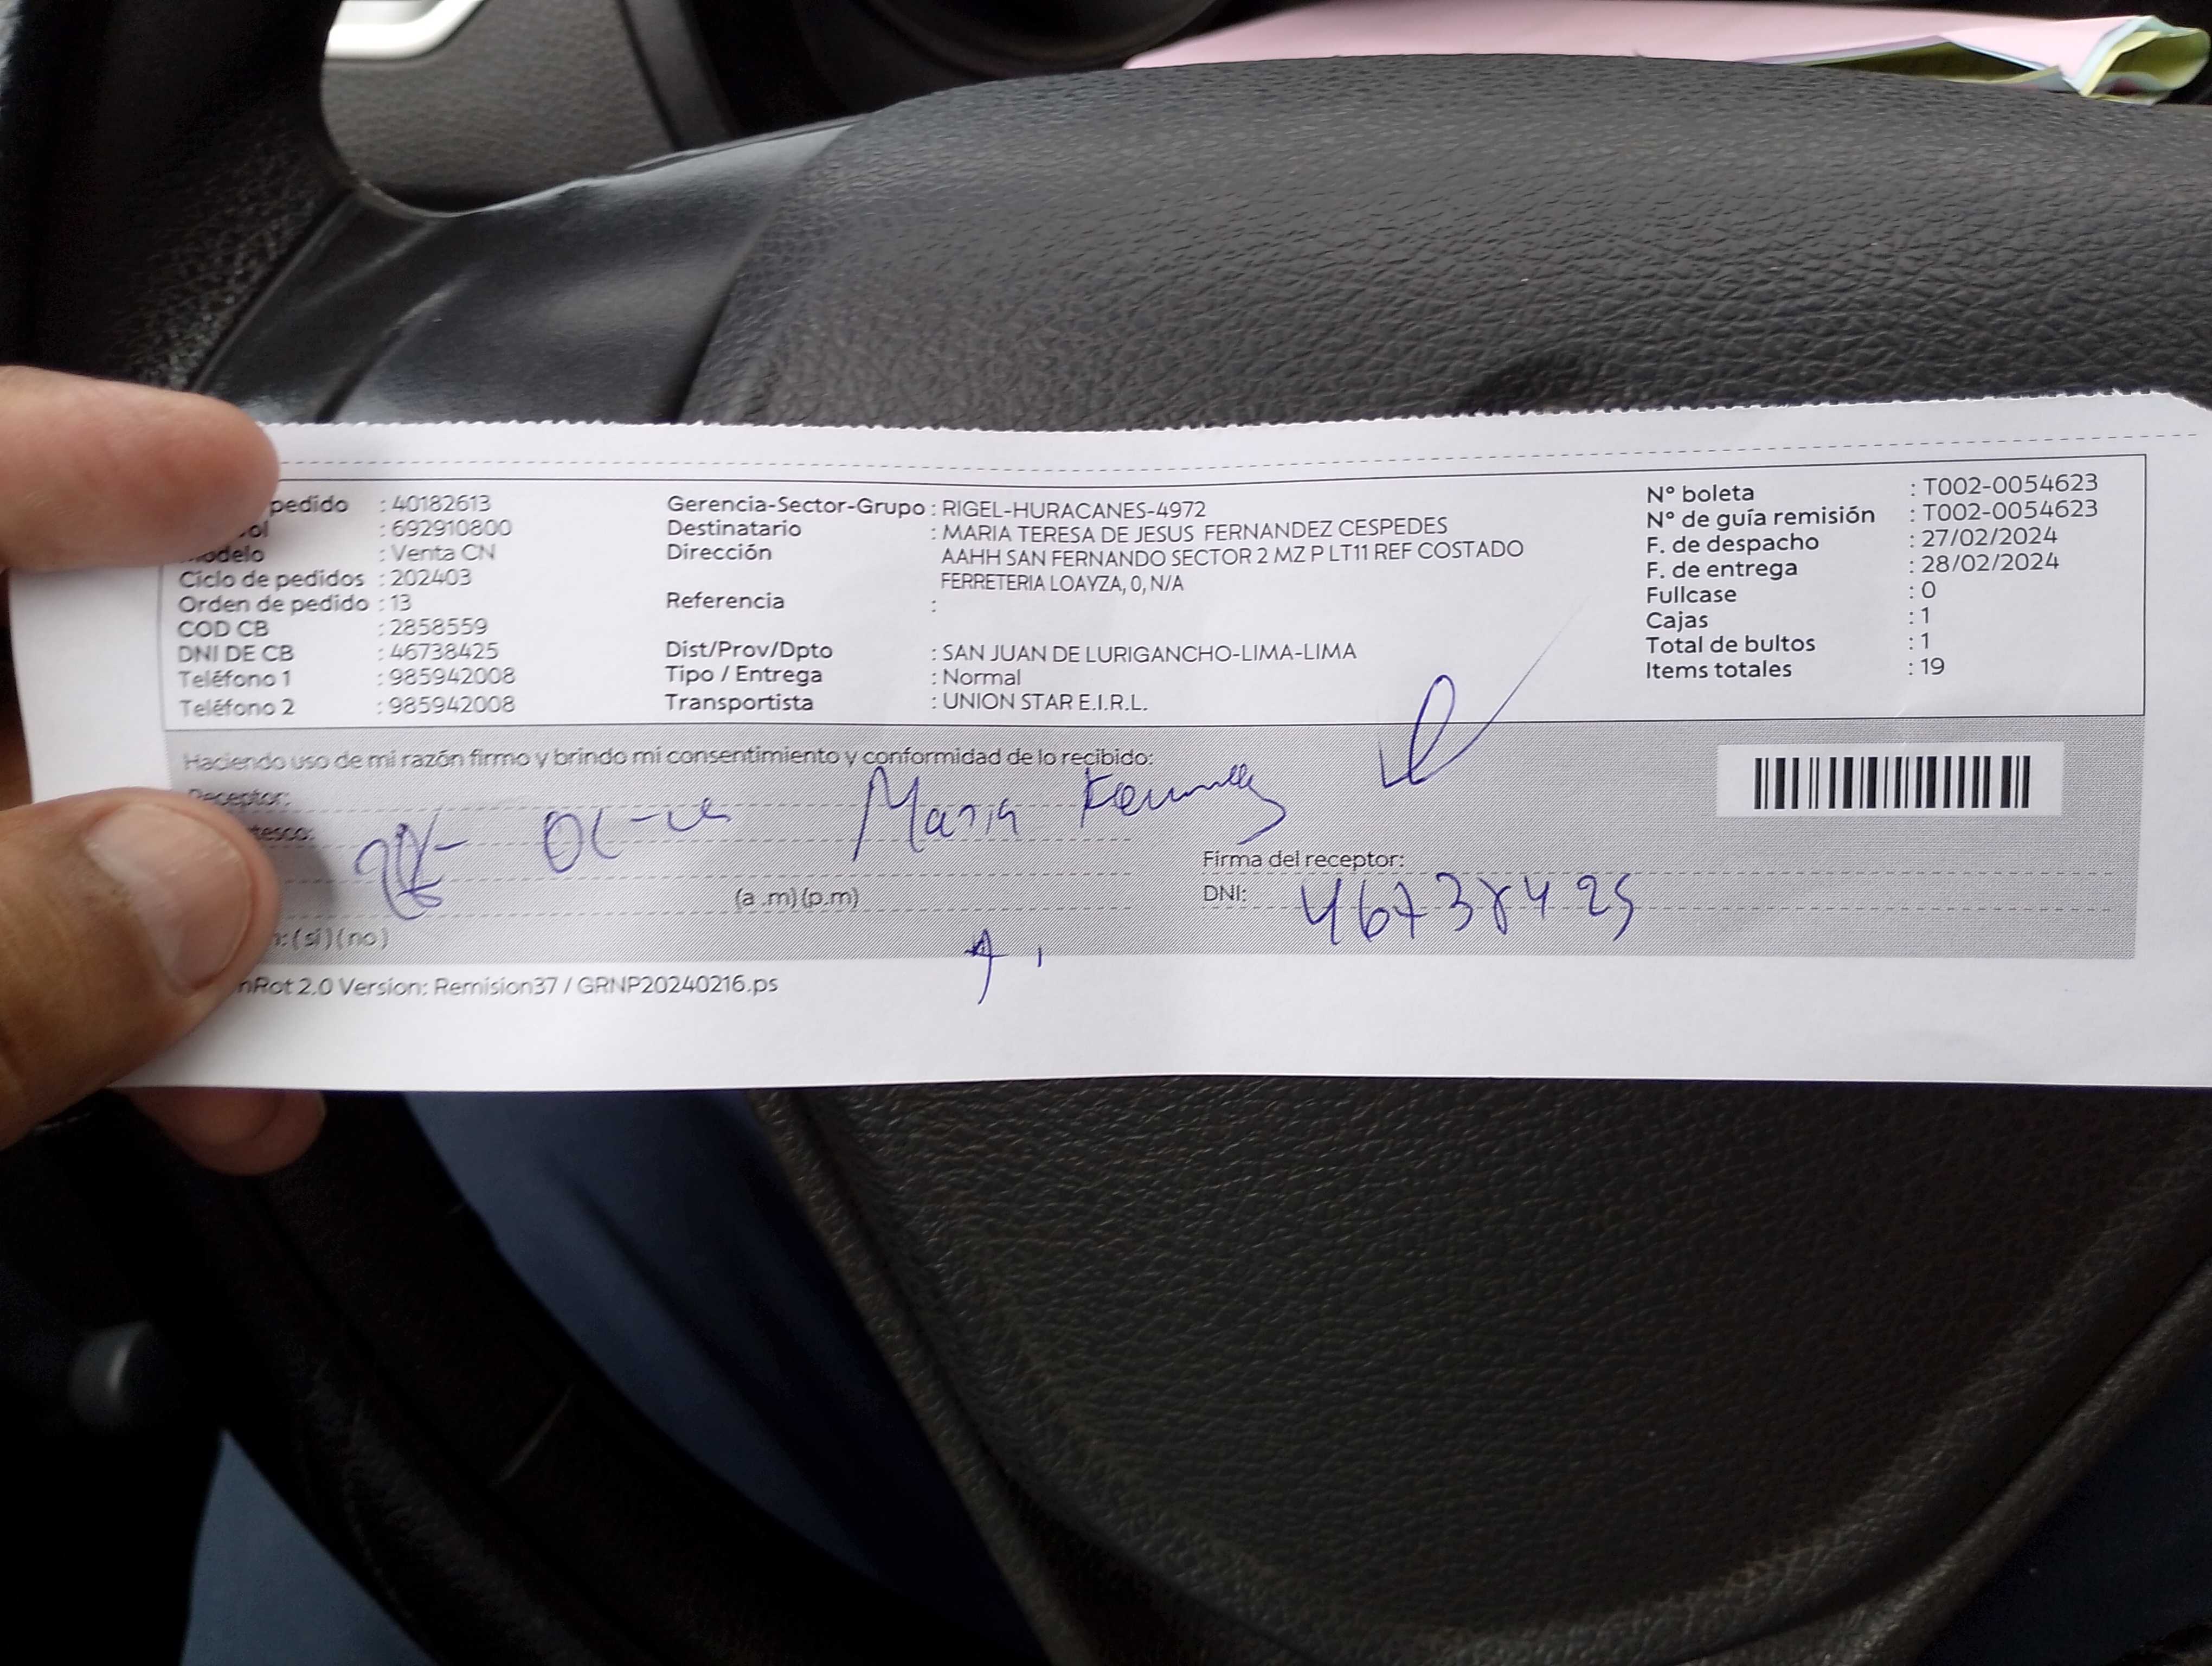 pedido : 40182613
ol : 692910800
Modelo : Venta CN
Ciclo de pedidos : 202403
Orden de pedido : 13
COD CB : 2858559
DNI DE CB : 46738425
Teléfono 1 : 985942008
Teléfono 2 : 985942008
Gerencia-Sector-Grupo : RIGEL-HURACANES-4972
Destinatario : MARIA TERESA DE JESUS FERNANDEZ CESPEDES
Dirección AAHH SAN FERNANDO SECTOR 2 MZ P LT11 REF COSTADO
FERRETERIA LOAYZA, 0, N/A
Referencia :
Dist/Prov/Dpto : SAN JUAN DE LURIGANCHO-LIMA-LIMA
Tipo / Entrega : Normal
Transportista : UNION STAR E.I.R.L.
N° boleta : T002-0054623
N° de guía remisión : T002-0054623
F. de despacho : 27/02/2024
F. de entrega : 28/02/2024
Fullcase : 0
Cajas : 1
Total de bultos : 1
Items totales : 19
Haciendo uso de mi razón firmo y brindo mi consentimiento y conformidad de lo recibido:
Receptor:
tesco:
Maria
(a.m)(p.m)
Firma del receptor:
DNI: 46738425
n: (si)(no)
nRot 2.0 Version: Remision37 / GRNP20240216.ps